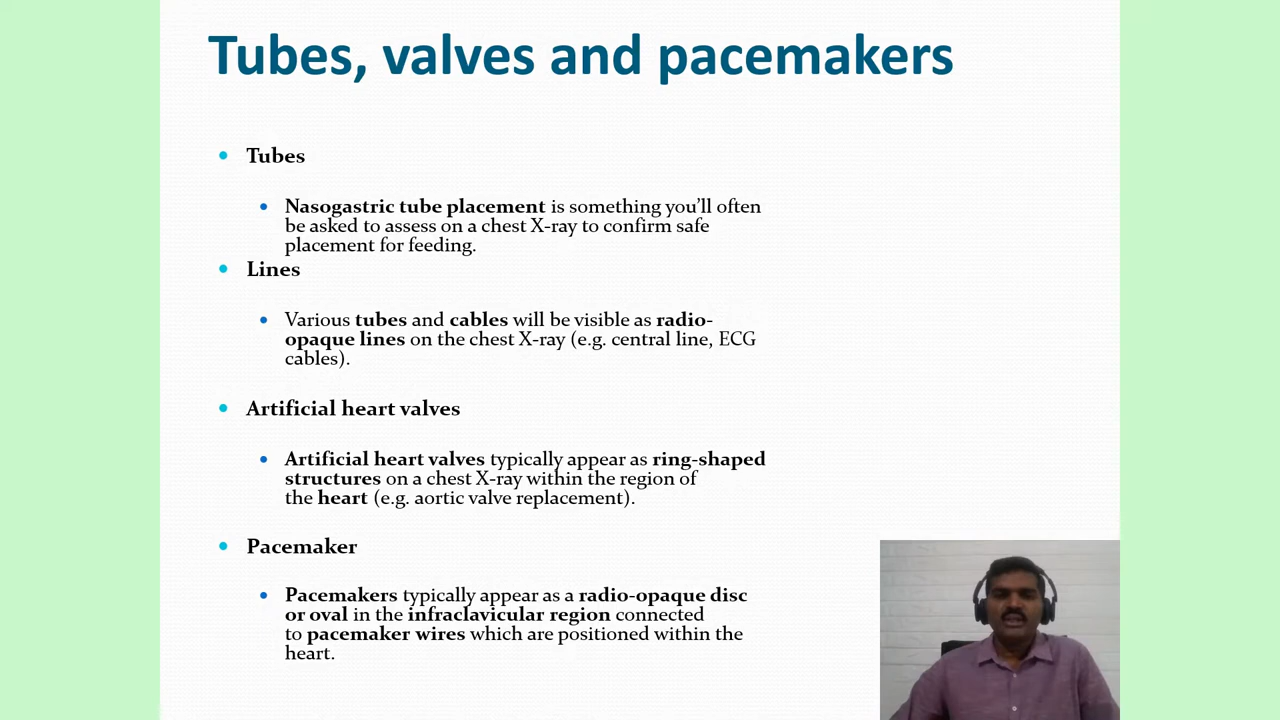 Tubes, valves and pacemakers
• Tubes
• Nasogastric tube placement is something you’ll often
be asked to assess on a chest X-ray to confirm safe
placement for feeding.
• Lines
• Various tubes and cables will be visible as radio-
opaque lines on the chest X-ray (e.g. central line, ECG
cables).
• Artificial heart valves
• Artificial heart valves typically appear as ring-shaped
structures on a chest X-ray within the region of
the heart (e.g. aortic valve replacement).
• Pacemaker
• Pacemakers typically appear as a radio-opaque disc
or oval in the infraclavicular region connected
to pacemaker wires which are positioned within the
heart.